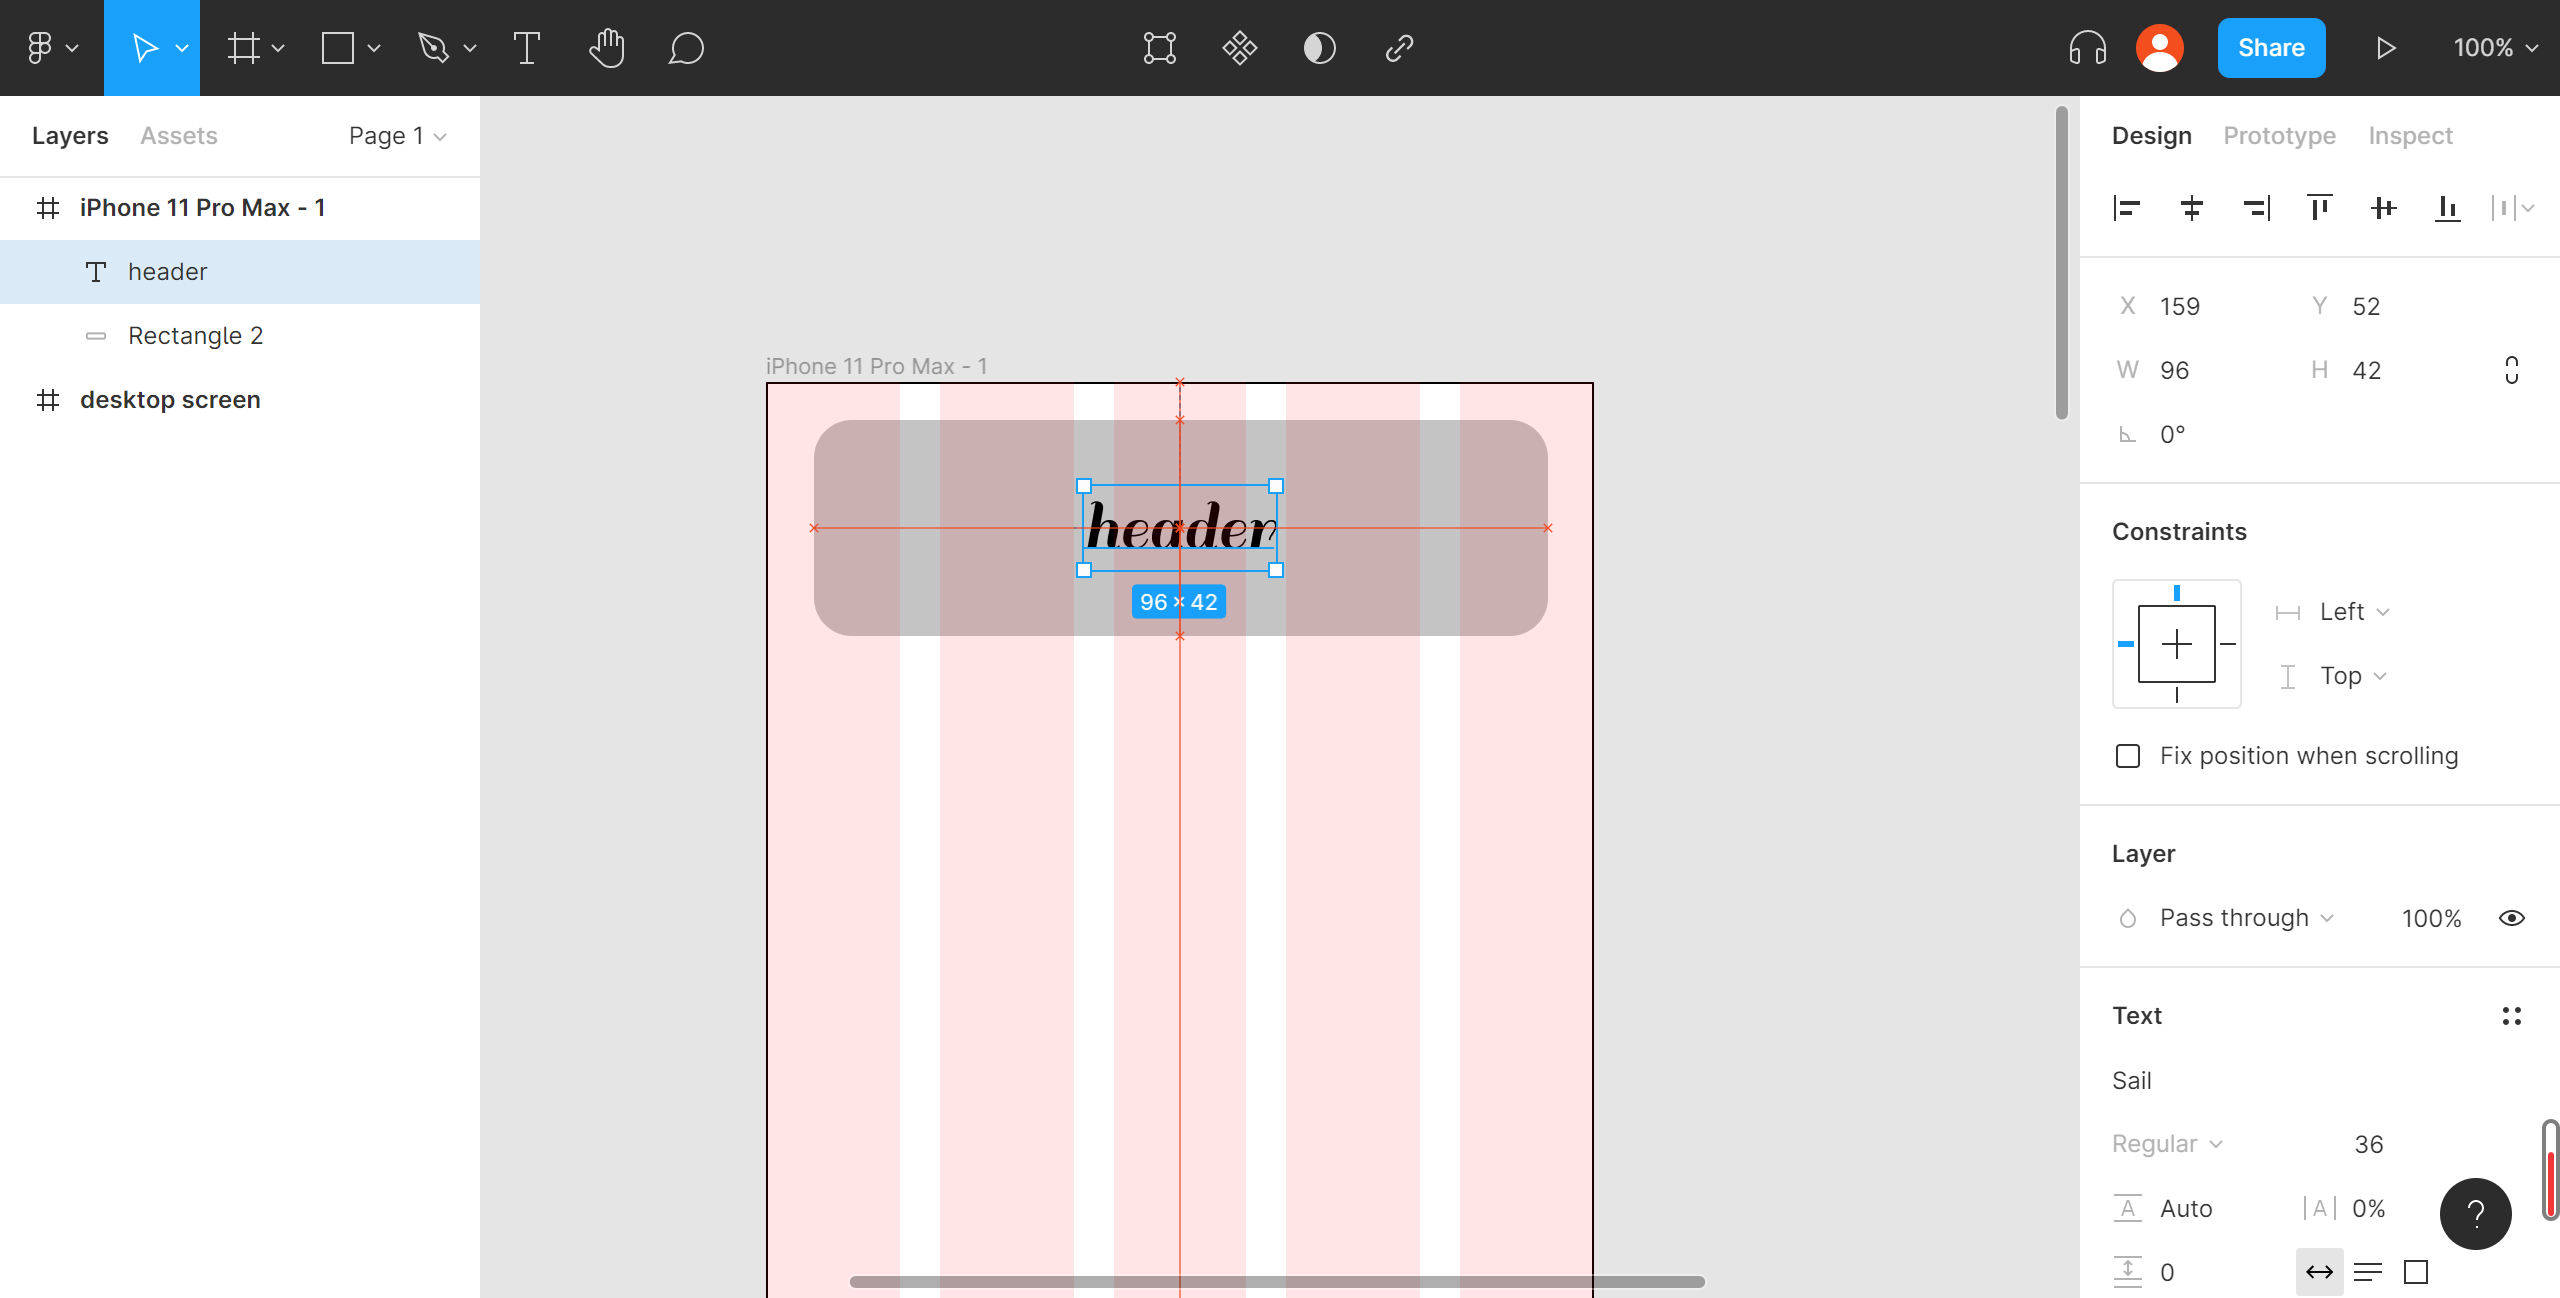 Share
100%
Layers
Assets
Page 1
iPhone 11 Pro Max - 1
header
Rectangle 2
desktop screen
iPhone 11 Pro Max - 1
header
96 × 42
Design
Prototype
Inspect
X 159
Y 52
W 96
H 42
0°
Constraints
Left
Top
Fix position when scrolling
Layer
Pass through
100%
Text
Sail
Regular
36
A Auto
A 0%
0
?